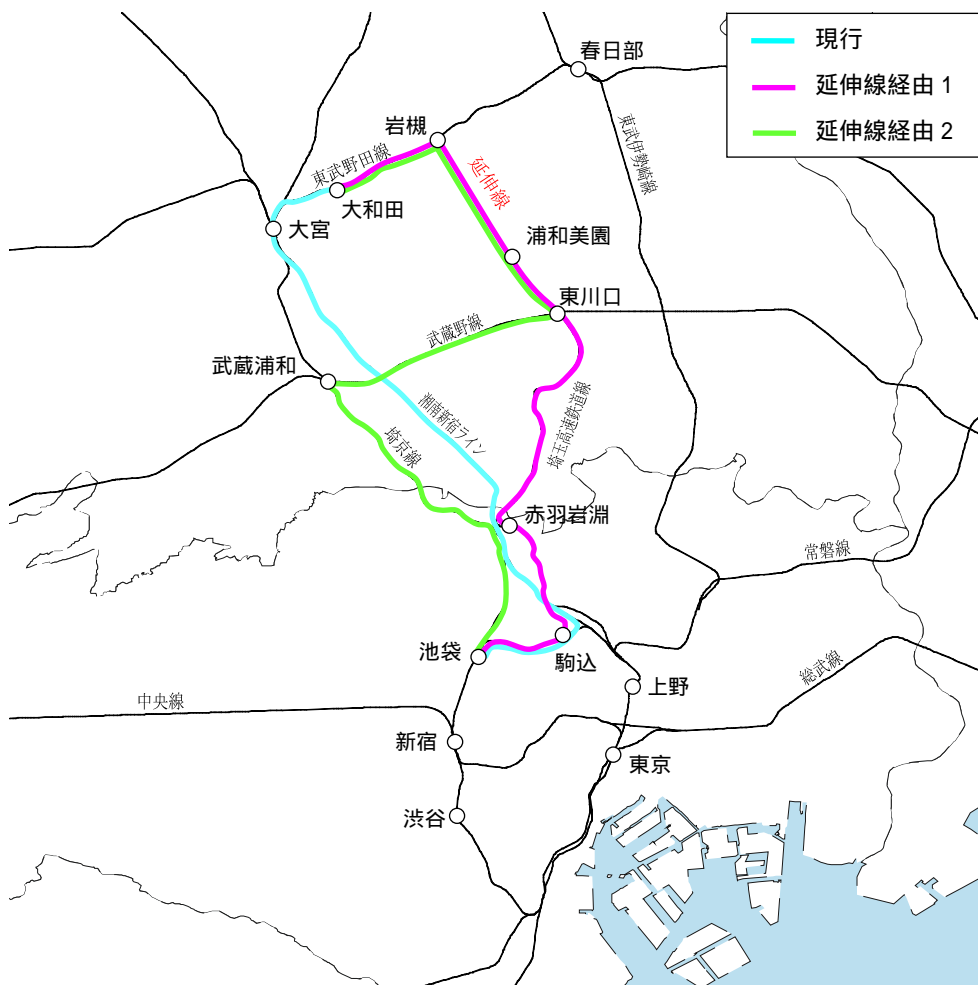 現行
延伸線経由 1
延伸線経由 2
春日部
岩槻
東武野田線
東武伊勢崎線
延伸線
大和田
大宮
浦和美園
東川口
武蔵野線
武蔵浦和
湘南新宿ライン
埼京線
埼玉高速鉄道線
赤羽岩淵
常磐線
池袋
駒込
上野
総武線
中央線
新宿
東京
渋谷